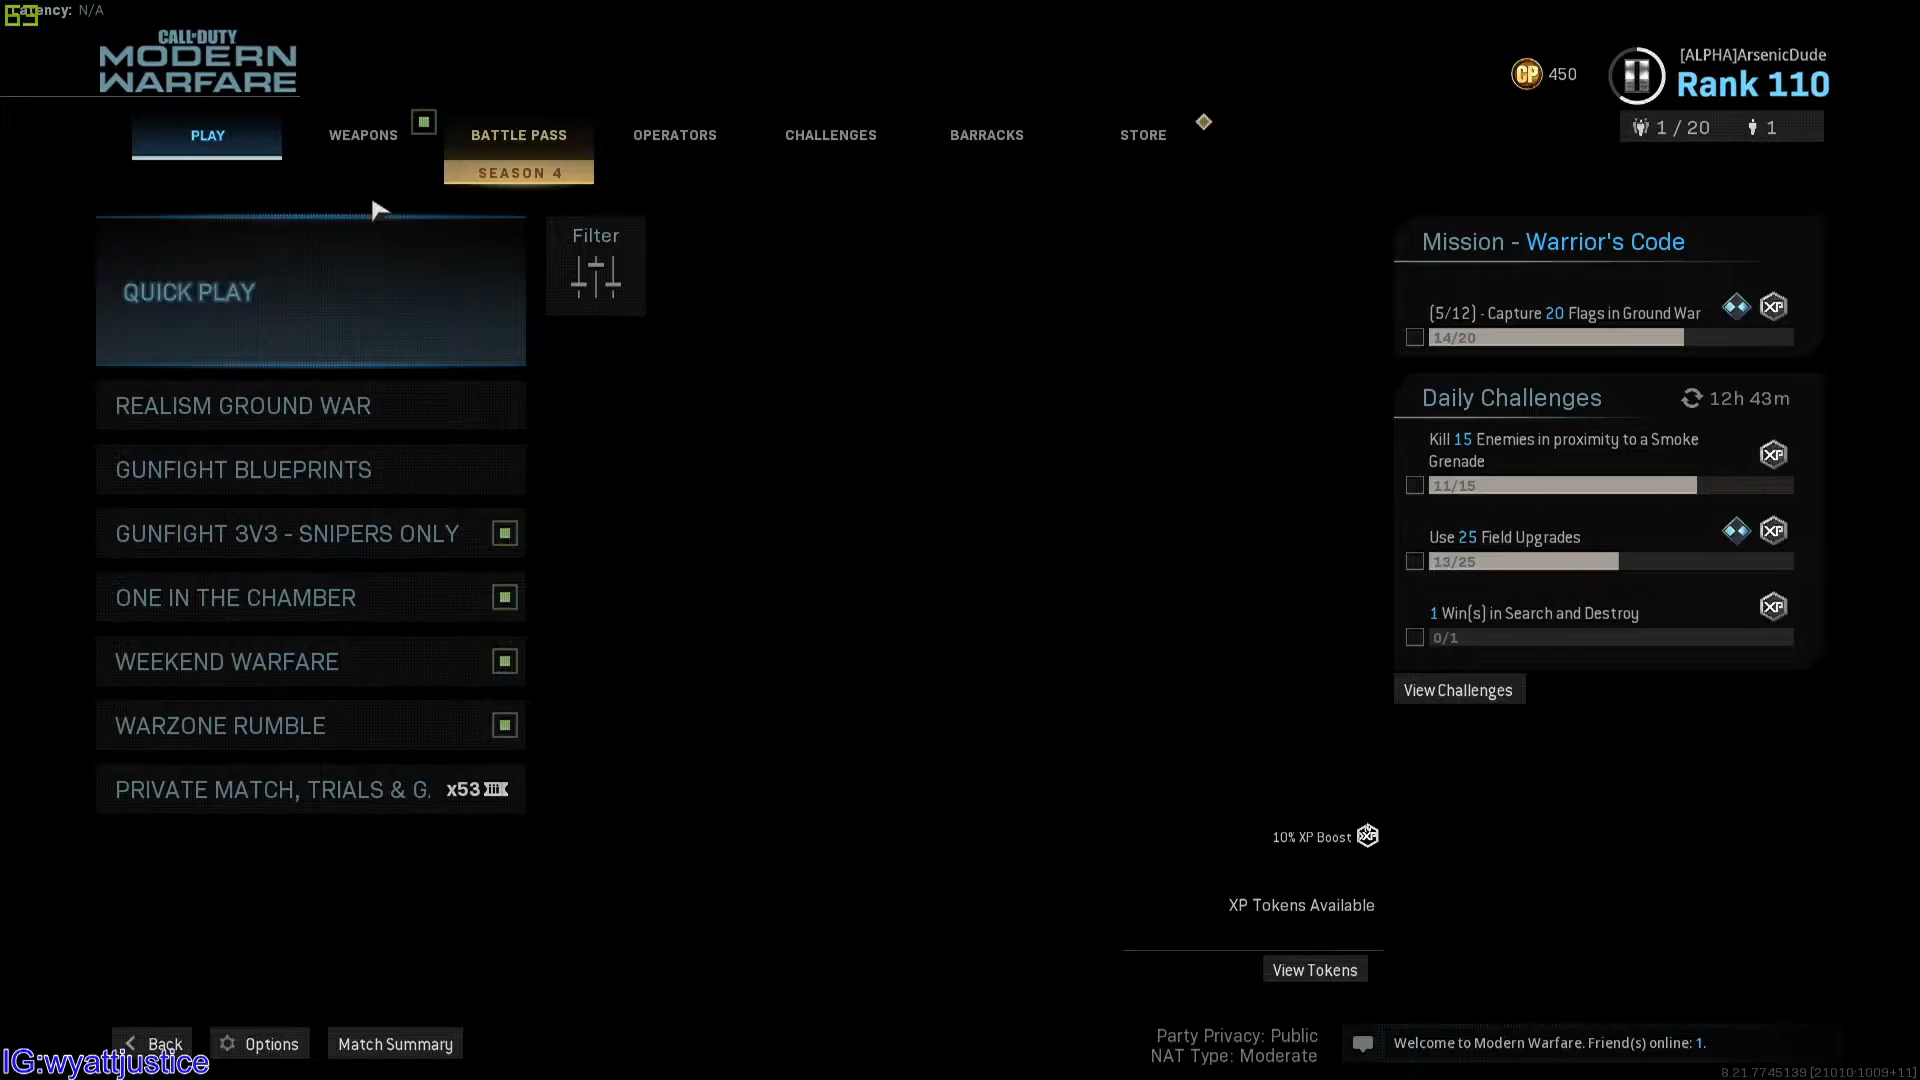 Latency: N/A
63
CALL OF DUTY
MODERN
WARFARE
CP 450
[ALPHA]ArsenicDude
Rank 110
1 / 20 1
PLAY
WEAPONS
BATTLE PASS
SEASON 4
OPERATORS
CHALLENGES
BARRACKS
STORE
QUICK PLAY
Filter
REALISM GROUND WAR
GUNFIGHT BLUEPRINTS
GUNFIGHT 3V3 - SNIPERS ONLY
ONE IN THE CHAMBER
WEEKEND WARFARE
WARZONE RUMBLE
PRIVATE MATCH, TRIALS & G. x53
Mission - Warrior's Code
(5/12) - Capture 20 Flags in Ground War
XP
14/20
Daily Challenges 12h 43m
Kill 15 Enemies in proximity to a Smoke
Grenade
XP
11/15
Use 25 Field Upgrades
XP
13/25
1 Win(s) in Search and Destroy
XP
0/1
View Challenges
10% XP Boost XP
XP Tokens Available
View Tokens
Back
Options
Match Summary
IG:wyattjustice
Party Privacy: Public
NAT Type: Moderate
Welcome to Modern Warfare. Friend(s) online: 1.
8.21.7745139 [21010:1009+11]